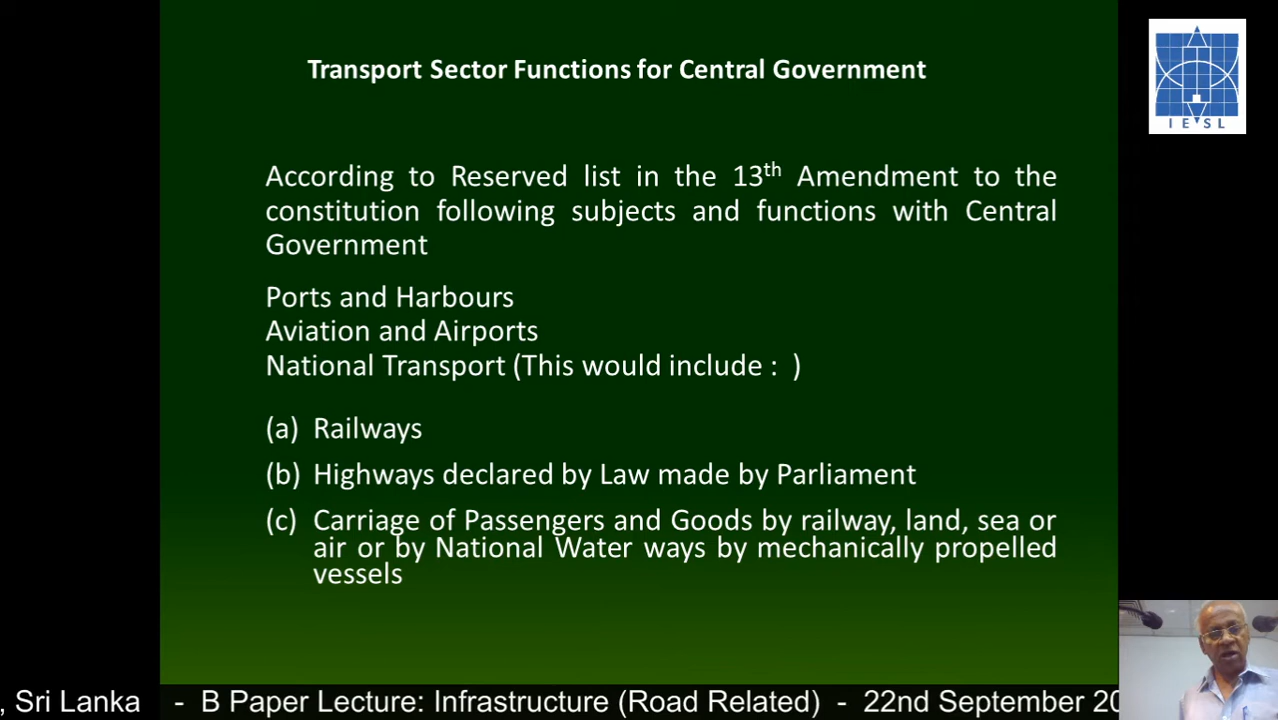 Transport Sector Functions for Central Government
I E S L
According to Reserved list in the 13th Amendment to the
constitution following subjects and functions with Central
Government
Ports and Harbours
Aviation and Airports
National Transport (This would include : )
(a) Railways
(b) Highways declared by Law made by Parliament
(c) Carriage of Passengers and Goods by railway, land, sea or
air or by National Water ways by mechanically propelled
vessels
, Sri Lanka - B Paper Lecture: Infrastructure (Road Related) - 22nd September 20